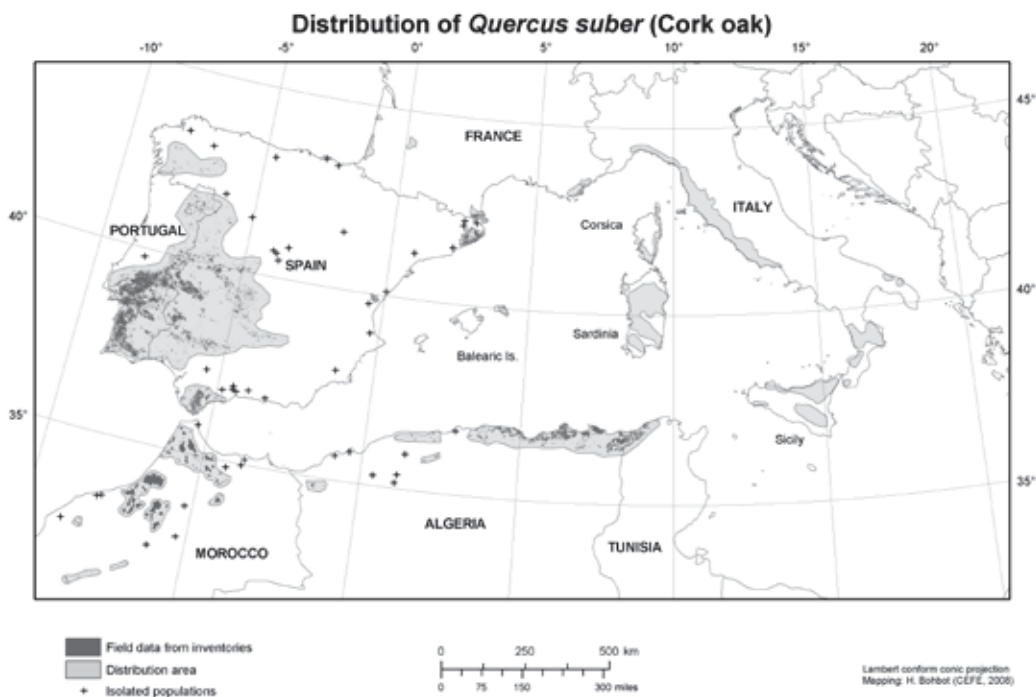 Distribution of Quercus suber (Cork oak)
-10° -5° 0° 5° 10° 15° 20°
45°
FRANCE
ITALY
Corsica
40°
PORTUGAL
SPAIN
40°
Sardinia
Balearic Is.
35°
Sicily
35°
ALGERIA
TUNISIA
MOROCCO
Field data from inventories
Distribution area
Isolated populations
0 250 500 km
0 75 150 300 miles
Lambert conform conic projection
Mapping: H. Bohbot (CEFE, 2008)